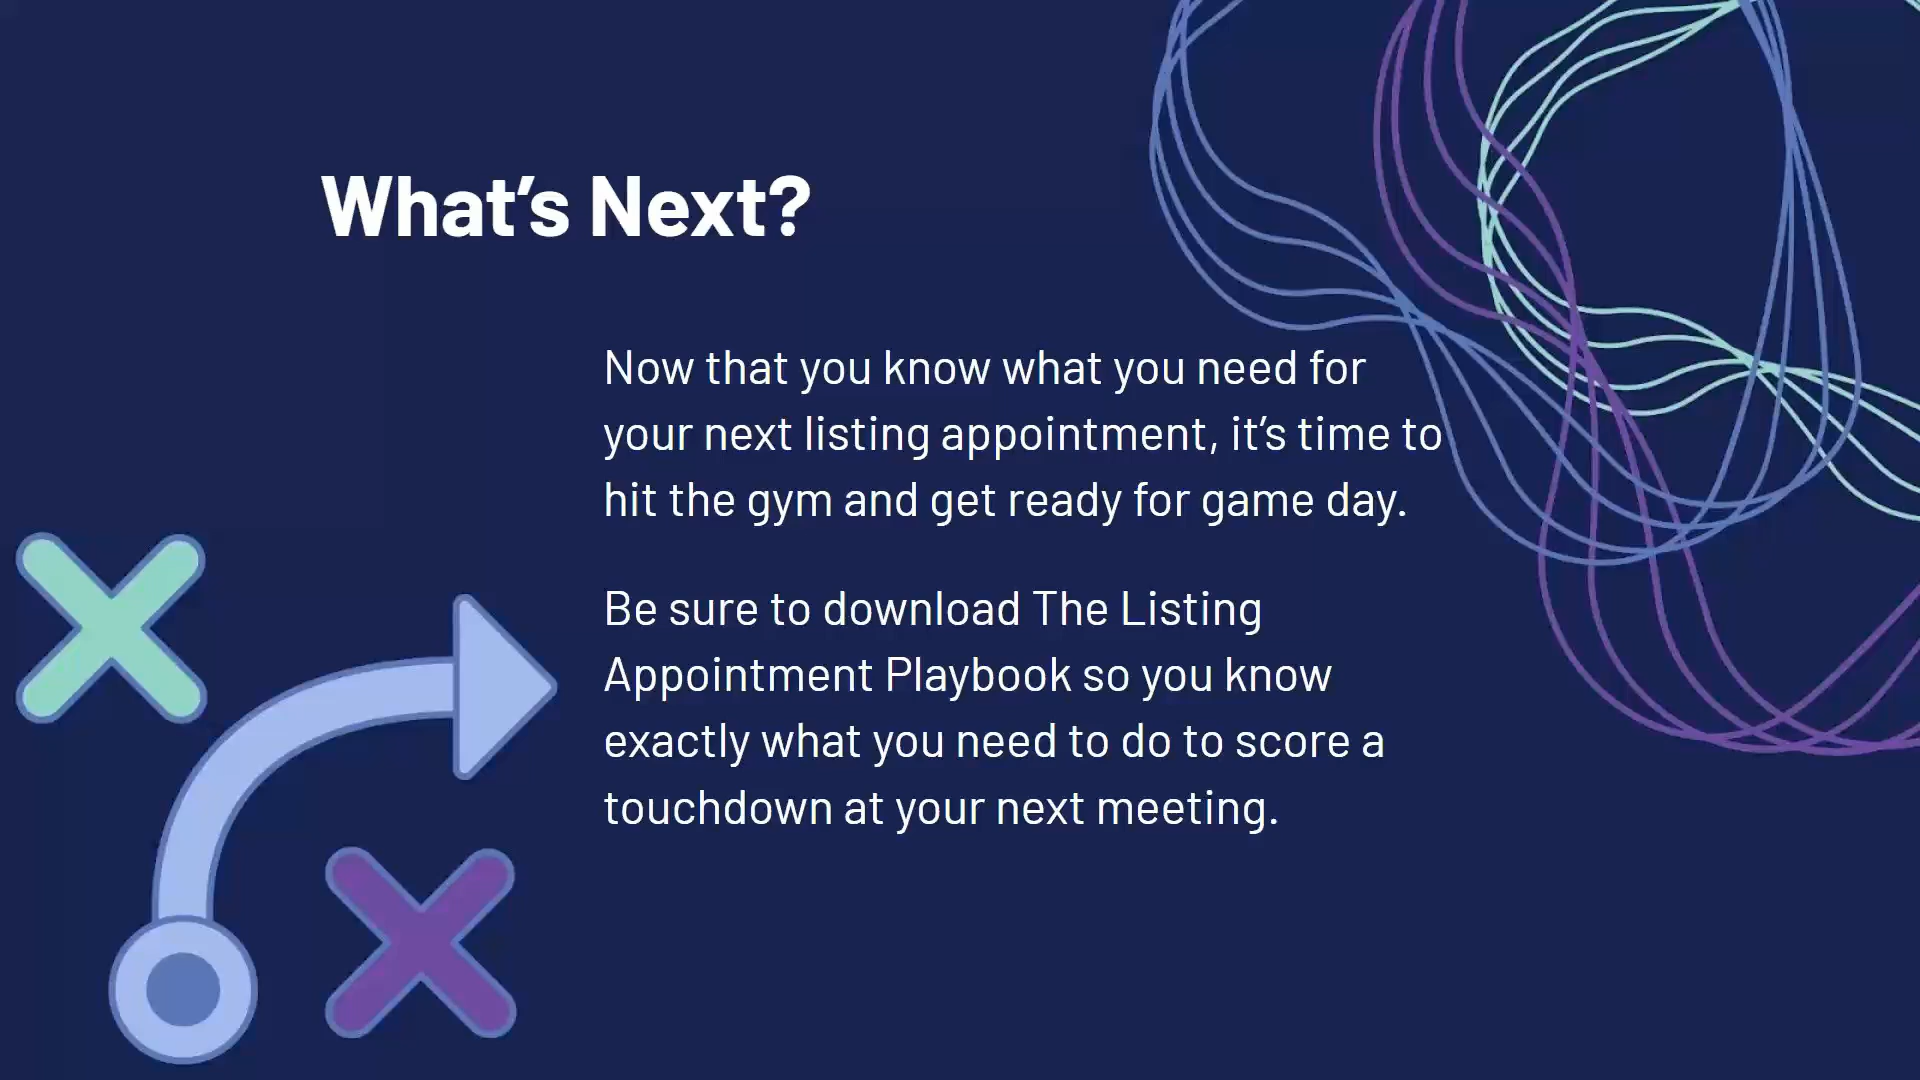 What’s Next?
Now that you know what you need for
your next listing appointment, it’s time to
hit the gym and get ready for game day.
Be sure to download The Listing
Appointment Playbook so you know
exactly what you need to do to score a
touchdown at your next meeting.